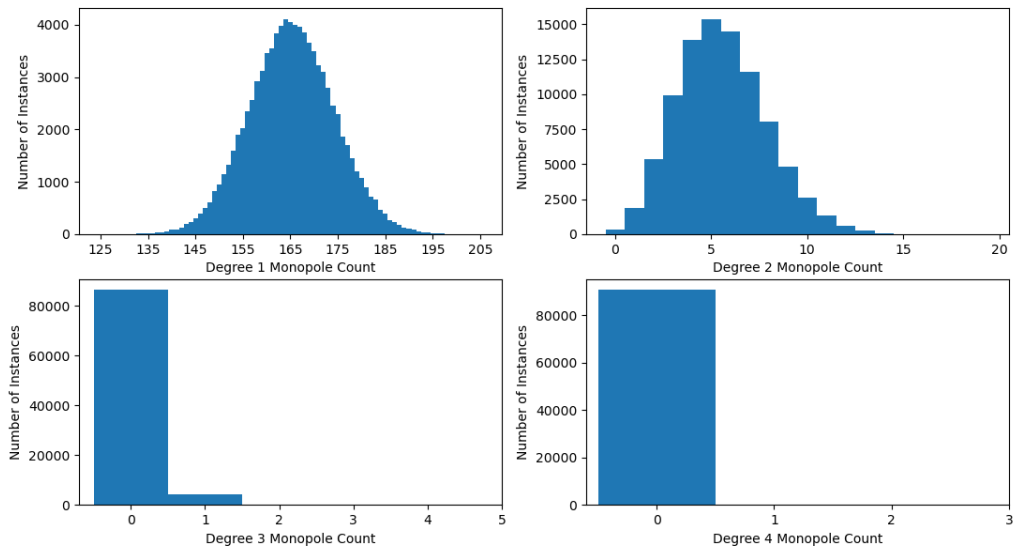 4000
3000
2000
1000
0
Number of Instances
125 135 145 155 165 175 185 195 205
Degree 1 Monopole Count
15000
12500
10000
7500
5000
2500
0
Number of Instances
0 5 10 15 20
Degree 2 Monopole Count
80000
60000
40000
20000
0
Number of Instances
0 1 2 3 4 5
Degree 3 Monopole Count
80000
60000
40000
20000
0
Number of Instances
0 1 2 3
Degree 4 Monopole Count